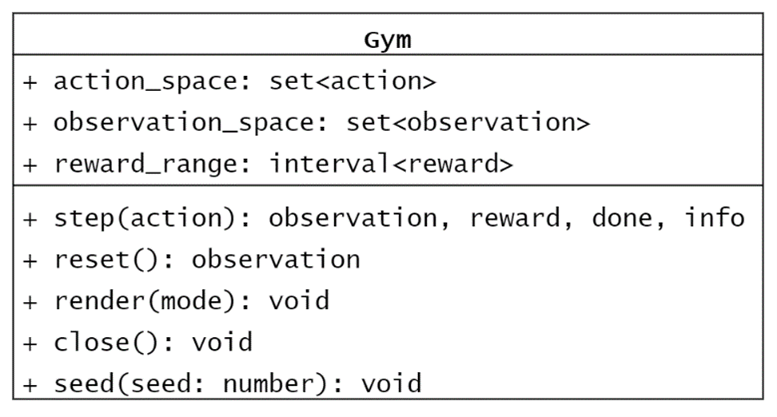 Gym
+ action_space: set<action>
+ observation_space: set<observation>
+ reward_range: interval<reward>
+ step(action): observation, reward, done, info
+ reset(): observation
+ render(mode): void
+ close(): void
+ seed(seed: number): void